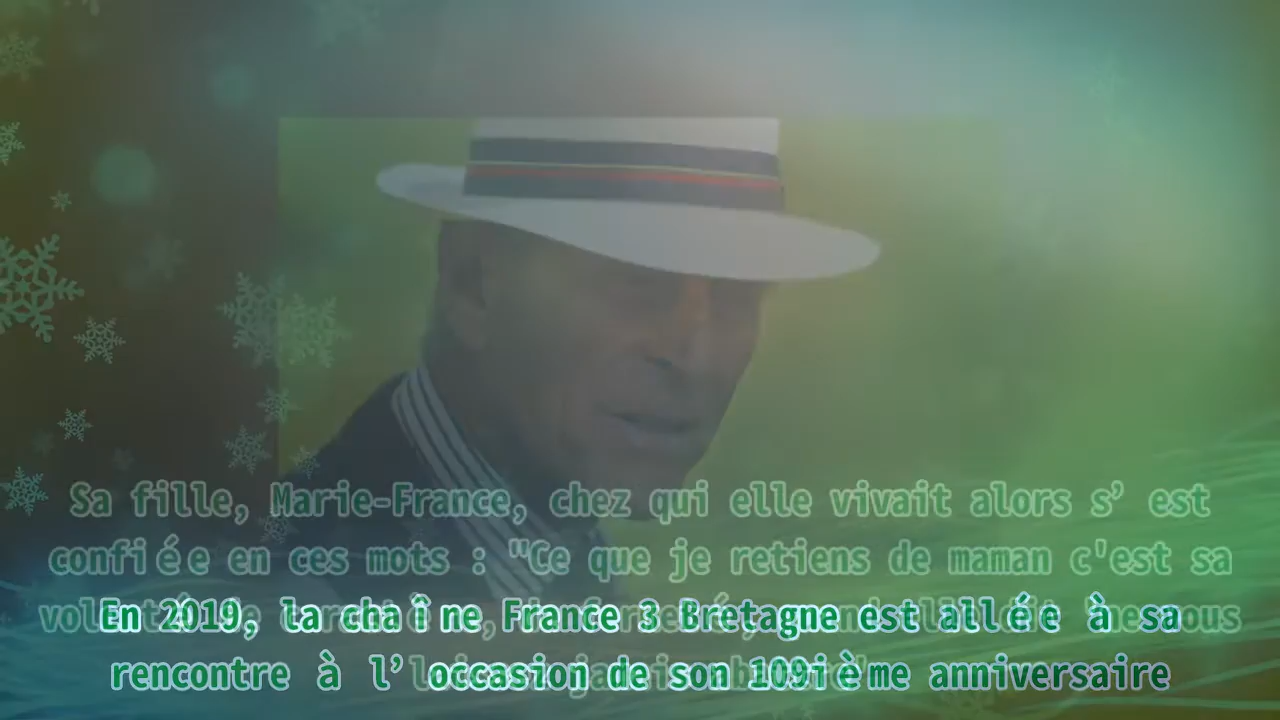 Sa fille, Marie-France, chez qui elle vivait alors s’ est
confiée en ces mots : "Ce que je retiens de maman c'est sa
En 2019, la chaîne France 3 Bretagne est allée à sa
rencontre à l’occasion de son 109ième anniversaire